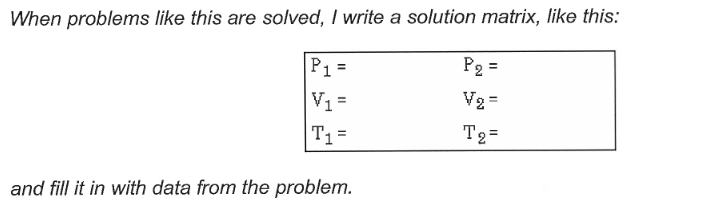 When problems like this are solved, I write a solution matrix, like this:
P₁ = P₂ =
V₁ = V₂ =
T₁ = T₂ =
and fill it in with data from the problem.